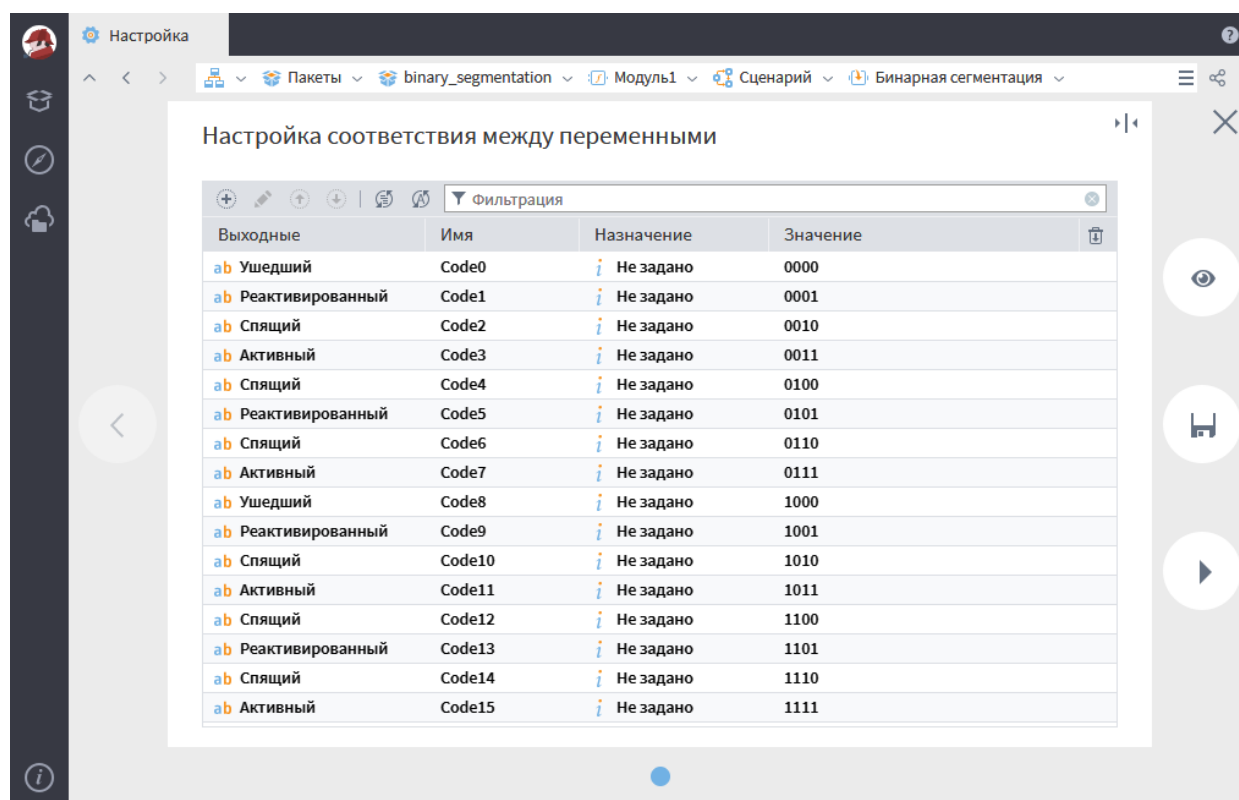 Настройка
Пакеты binary_segmentation Модуль1 Сценарий Бинарная сегментация
Настройка соответствия между переменными
Фильтрация
Выходные Имя Назначение Значение
ab Ушедший Code0 i Не задано 0000
ab Реактивированный Code1 i Не задано 0001
ab Спящий Code2 i Не задано 0010
ab Активный Code3 i Не задано 0011
ab Спящий Code4 i Не задано 0100
ab Реактивированный Code5 i Не задано 0101
ab Спящий Code6 i Не задано 0110
ab Активный Code7 i Не задано 0111
ab Ушедший Code8 i Не задано 1000
ab Реактивированный Code9 i Не задано 1001
ab Спящий Code10 i Не задано 1010
ab Активный Code11 i Не задано 1011
ab Спящий Code12 i Не задано 1100
ab Реактивированный Code13 i Не задано 1101
ab Спящий Code14 i Не задано 1110
ab Активный Code15 i Не задано 1111